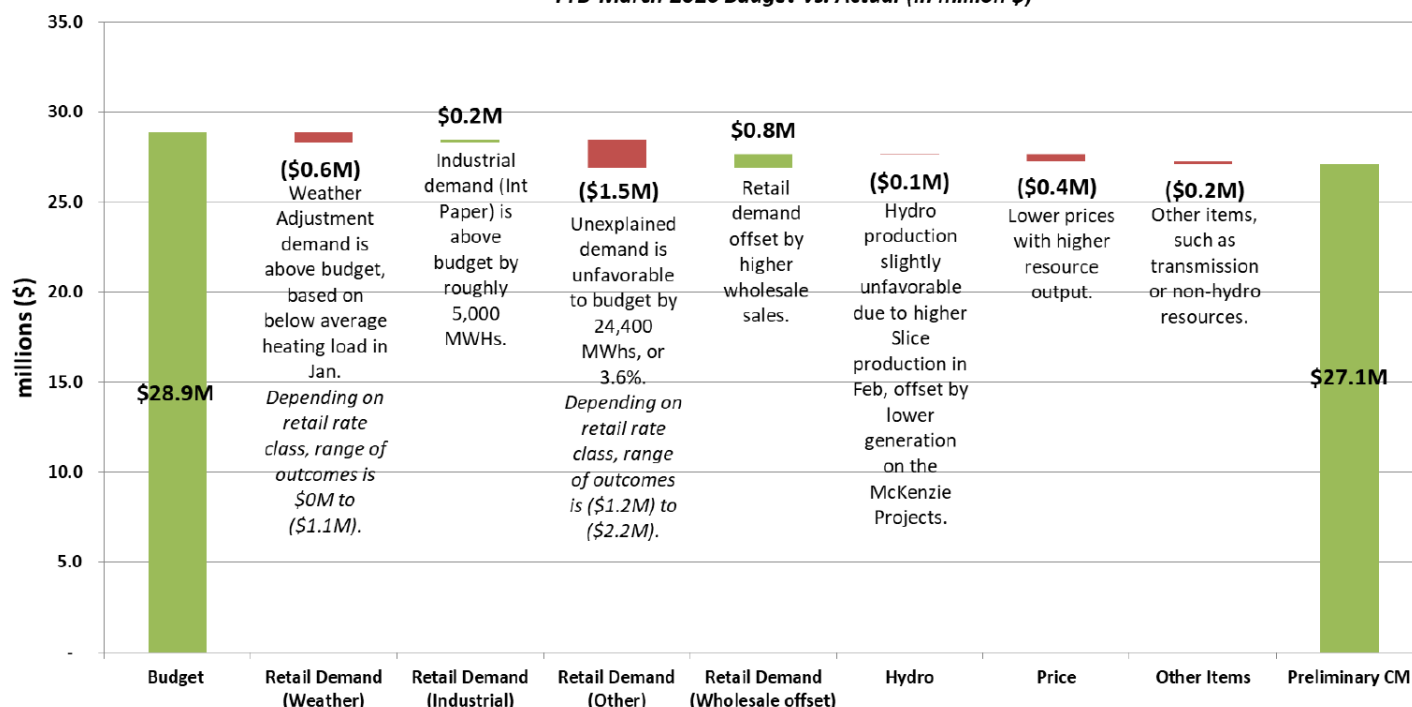 YTD March 2020 Budget vs. Actual (in million $)
35.0
30.0
25.0
20.0
15.0
10.0
5.0
-
millions ($)
$28.9M
($0.6M)
Weather
Adjustment
demand is
above budget,
based on
below average
heating load in
Jan.
Depending on
retail rate
class, range of
outcomes is
$0M to
($1.1M).
$0.2M
Industrial
demand (Int
Paper) is
above
budget by
roughly
5,000
MWHs.
($1.5M)
Unexplained
demand is
unfavorable
to budget by
24,400
MWhs, or
3.6%.
Depending on
retail rate
class, range
of outcomes
is ($1.2M) to
($2.2M).
$0.8M
Retail
demand
offset by
higher
wholesale
sales.
($0.1M)
Hydro
production
slightly
unfavorable
due to higher
Slice
production in
Feb, offset by
lower
generation
on the
McKenzie
Projects.
($0.4M)
Lower prices
with higher
resource
output.
($0.2M)
Other items,
such as
transmission
or non-hydro
resources.
$27.1M
Budget
Retail Demand
(Weather)
Retail Demand
(Industrial)
Retail Demand
(Other)
Retail Demand
(Wholesale offset)
Hydro
Price
Other Items
Preliminary CM